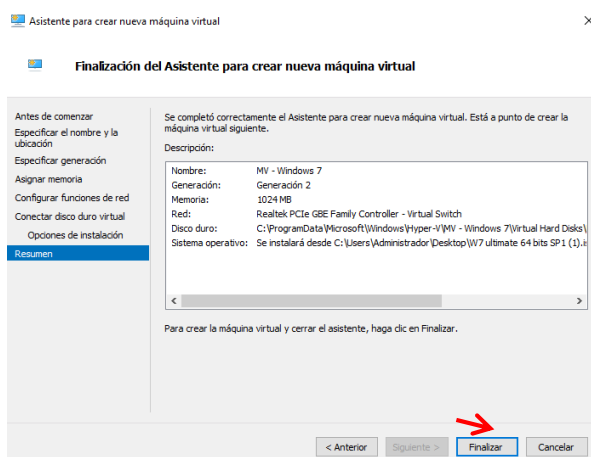 Asistente para crear nueva máquina virtual
Finalización del Asistente para crear nueva máquina virtual
Antes de comenzar
Especificar el nombre y la
ubicación
Especificar generación
Asignar memoria
Configurar funciones de red
Conectar disco duro virtual
Opciones de instalación
Resumen
Se completó correctamente el Asistente para crear nueva máquina virtual. Está a punto de crear la
máquina virtual siguiente.
Descripción:
Nombre: MV - Windows 7
Generación: Generación 2
Memoria: 1024 MB
Red: Realtek PCIe GBE Family Controller - Virtual Switch
Disco duro: C:\ProgramData\Microsoft\Windows\Hyper-V\MV - Windows 7\Virtual Hard Disks\
Sistema operativo: Se instalará desde C:\Users\Administrador\Desktop\W7 ultimate 64 bits SP1 (1).i
Para crear la máquina virtual y cerrar el asistente, haga clic en Finalizar.
< Anterior
Siguiente >
Finalizar
Cancelar